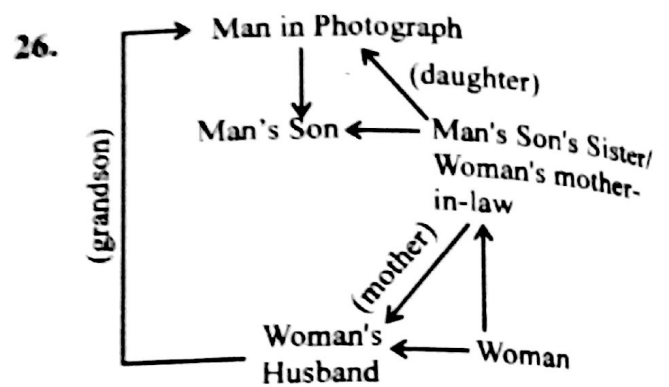 26.
Man in Photograph
(daughter)
Man's Son
Man's Son's Sister/
Woman's mother-
in-law
(grandson)
(mother)
Woman's
Husband
Woman